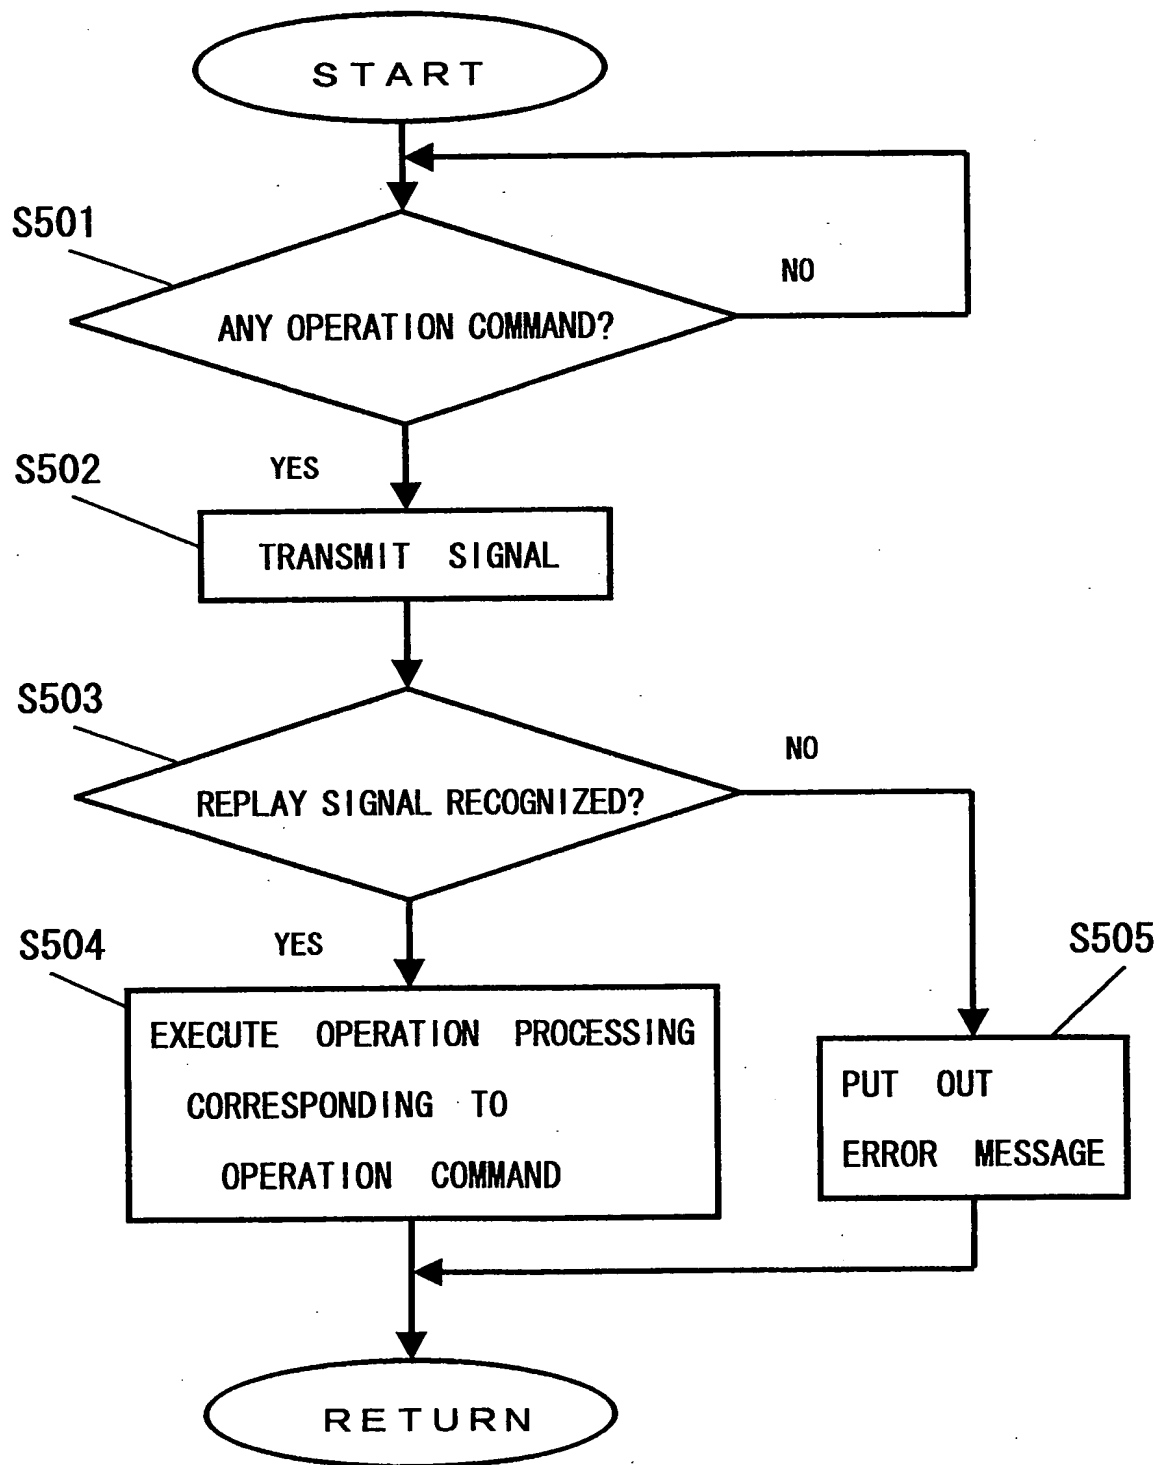 START
S501
NO
ANY OPERATION COMMAND?
S502
YES
TRANSMIT SIGNAL
S503
NO
REPLAY SIGNAL RECOGNIZED?
S504
YES
S505
EXECUTE OPERATION PROCESSING
CORRESPONDING TO
OPERATION COMMAND
PUT OUT
ERROR MESSAGE
RETURN